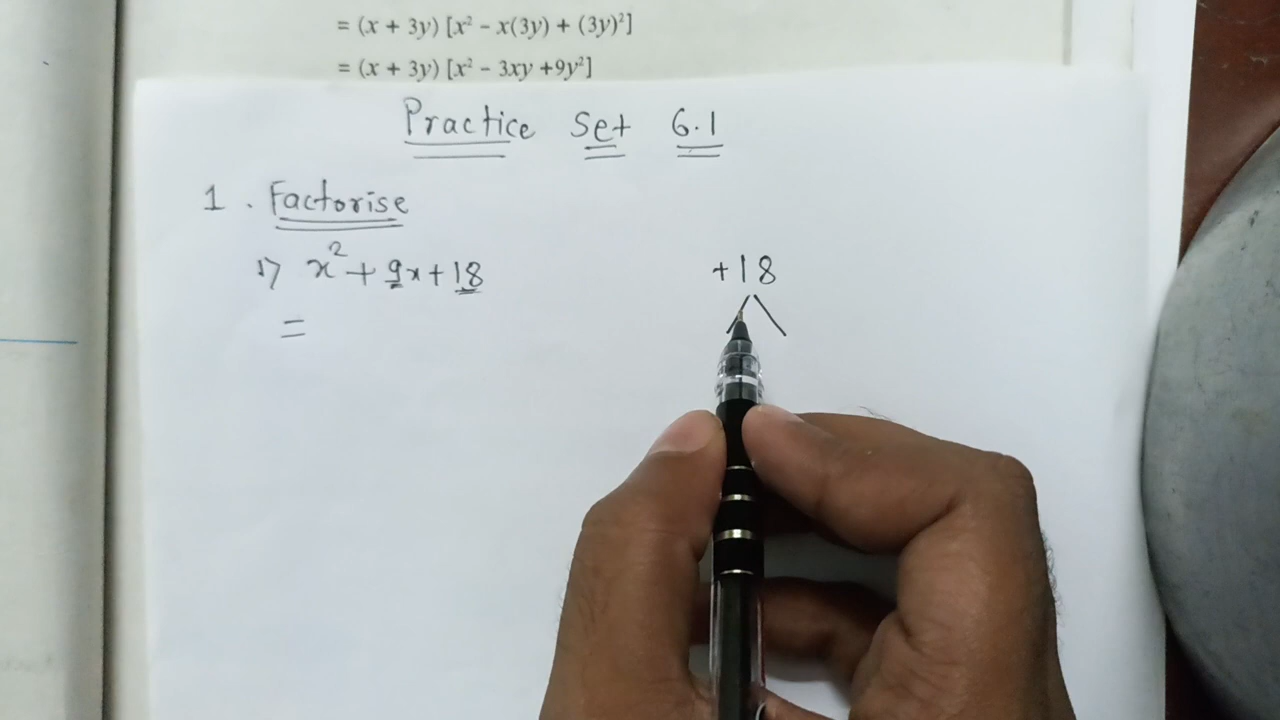 = (x + 3y) [x² – x(3y) + (3y)²]
= (x + 3y) [x² – 3xy +9y²]
Practice Set 6.1
1. Factorise
1) x² + 9x + 18
+18
=